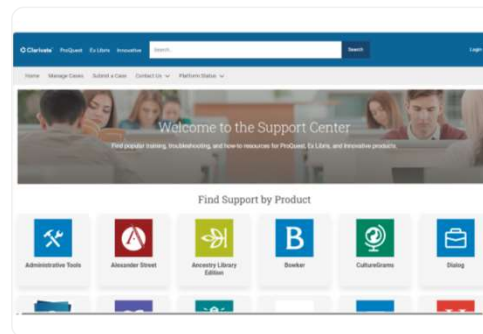 Clarivate ProQuest Ex Libris Innovative Search... Search Login
Home Manage Cases Submit a Case Contact Us Platform Status
Welcome to the Support Center
Find popular training, troubleshooting, and how-to resources for ProQuest, Ex Libris, and Innovative products.
Find Support by Product
B
Administrative Tools Alexander Street Ancestry Library Edition Bowker CultureGrams Dialog